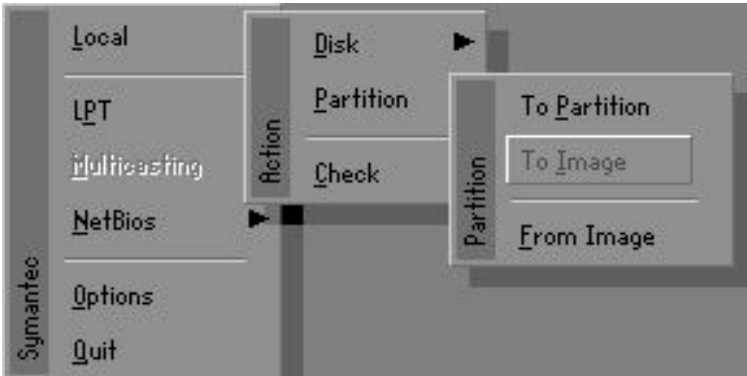 Symantec
Local
LPT
Multicasting
NetBios
Options
Quit
Action
Disk
Partition
Check
Partition
To Partition
To Image
From Image